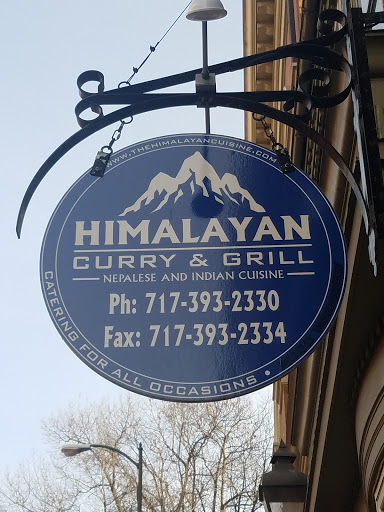 WWW.THEHIMALAYANCUISINE.COM
HIMALAYAN
CURRY & GRILL
NEPALESE AND INDIAN CUISINE
Ph: 717-393-2330
Fax: 717-393-2334
CATERING FOR ALL OCCASIONS •